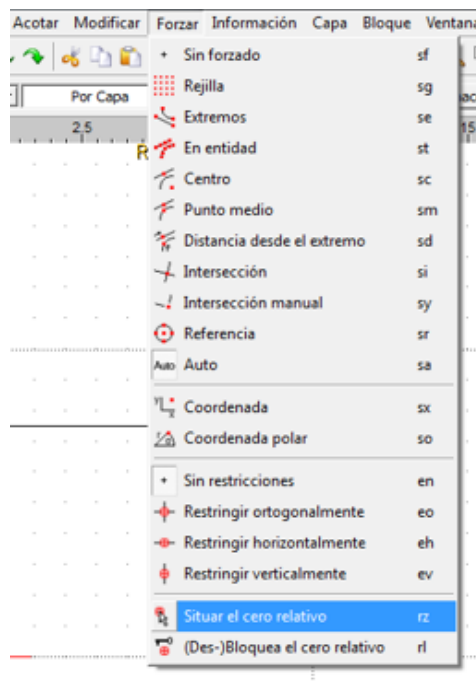 Acotar Modificar Forzar Información Capa Bloque
Por Capa
2.5
15
R
Sin forzado sf
Rejilla sg
Extremos se
En entidad st
Centro sc
Punto medio sm
Distancia desde el extremo sd
Intersección si
Intersección manual sy
Referencia sr
Auto Auto sa
Coordenada sx
Coordenada polar so
Sin restricciones en
Restringir ortogonalmente eo
Restringir horizontalmente eh
Restringir verticalmente ev
Situar el cero relativo rz
(Des-)Bloquea el cero relativo rl